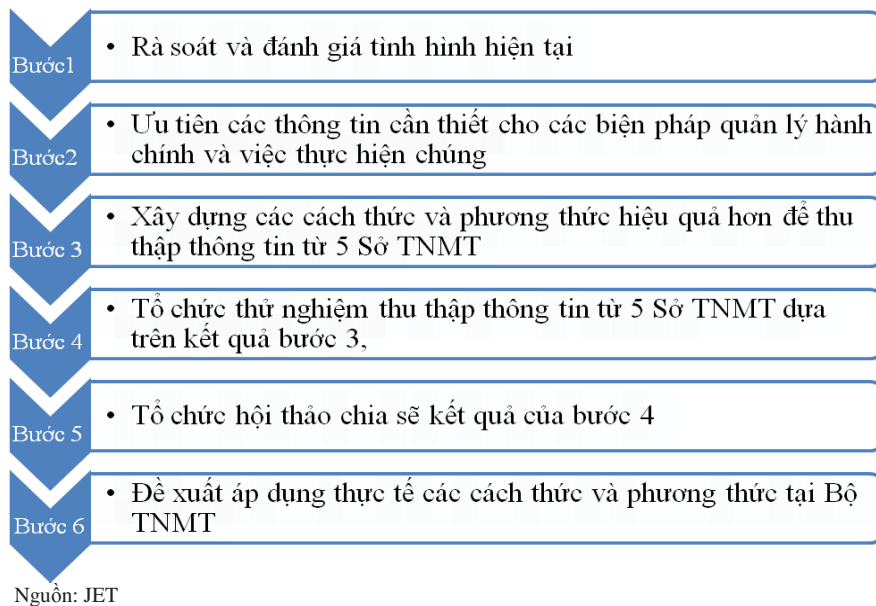 Bước1
• Rà soát và đánh giá tình hình hiện tại
Bước2
• Ưu tiên các thông tin cần thiết cho các biện pháp quản lý hành
chính và việc thực hiện chúng
Bước 3
• Xây dựng các cách thức và phương thức hiệu quả hơn để thu
thập thông tin từ 5 Sở TNMT
Bước 4
• Tổ chức thử nghiệm thu thập thông tin từ 5 Sở TNMT dựa
trên kết quả bước 3,
Bước 5
• Tổ chức hội thảo chia sẽ kết quả của bước 4
Bước 6
• Đề xuất áp dụng thực tế các cách thức và phương thức tại Bộ
TNMT
Nguồn: JET